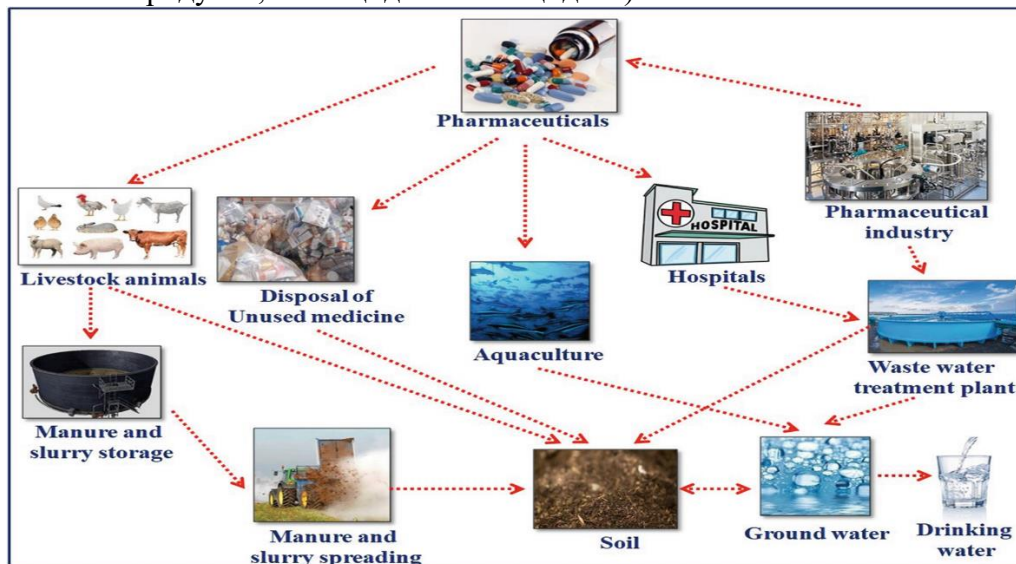 Pharmaceuticals
HOSPITAL
Pharmaceutical
industry
Livestock animals
Disposal of
Unused medicine
Hospitals
Aquaculture
Waste water
treatment plant
Manure and
slurry storage
Manure and
slurry spreading
Soil
Ground water
Drinking
water